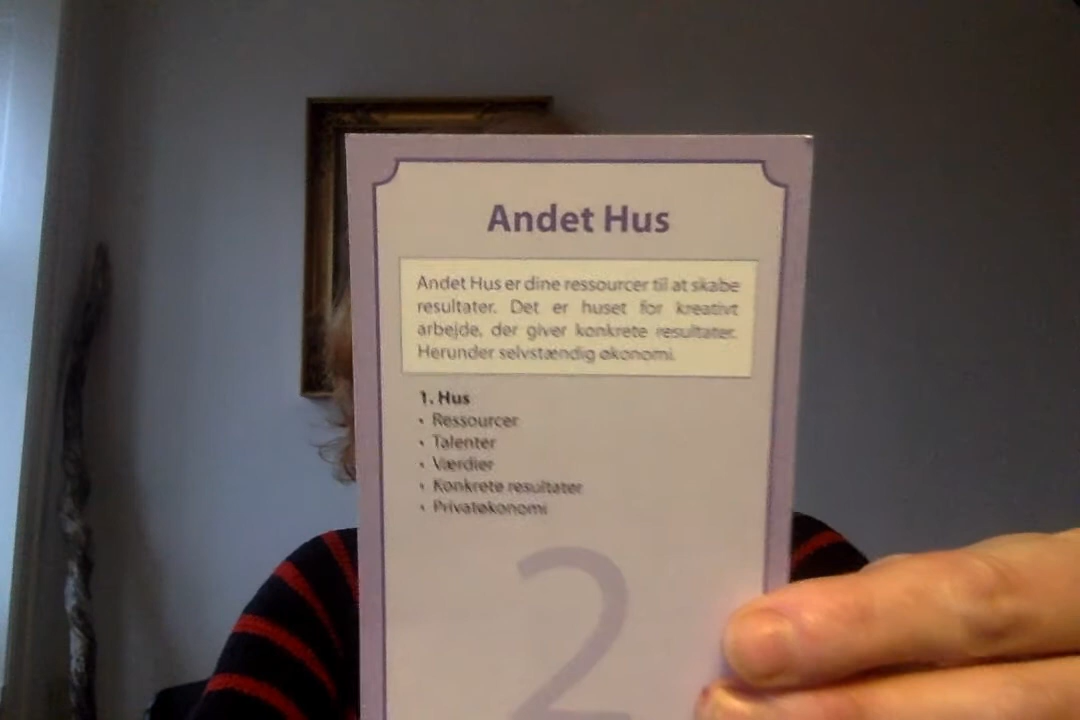 Andet Hus
Andet Hus er dine ressourcer til at skabe
resultater. Det er huset for kreativt
arbejde, der giver konkrete resultater.
Herunder selvstændig økonomi.
1. Hus
• Ressourcer
• Talenter
• Værdier
• Konkrete resultater
• Privatøkonomi
2